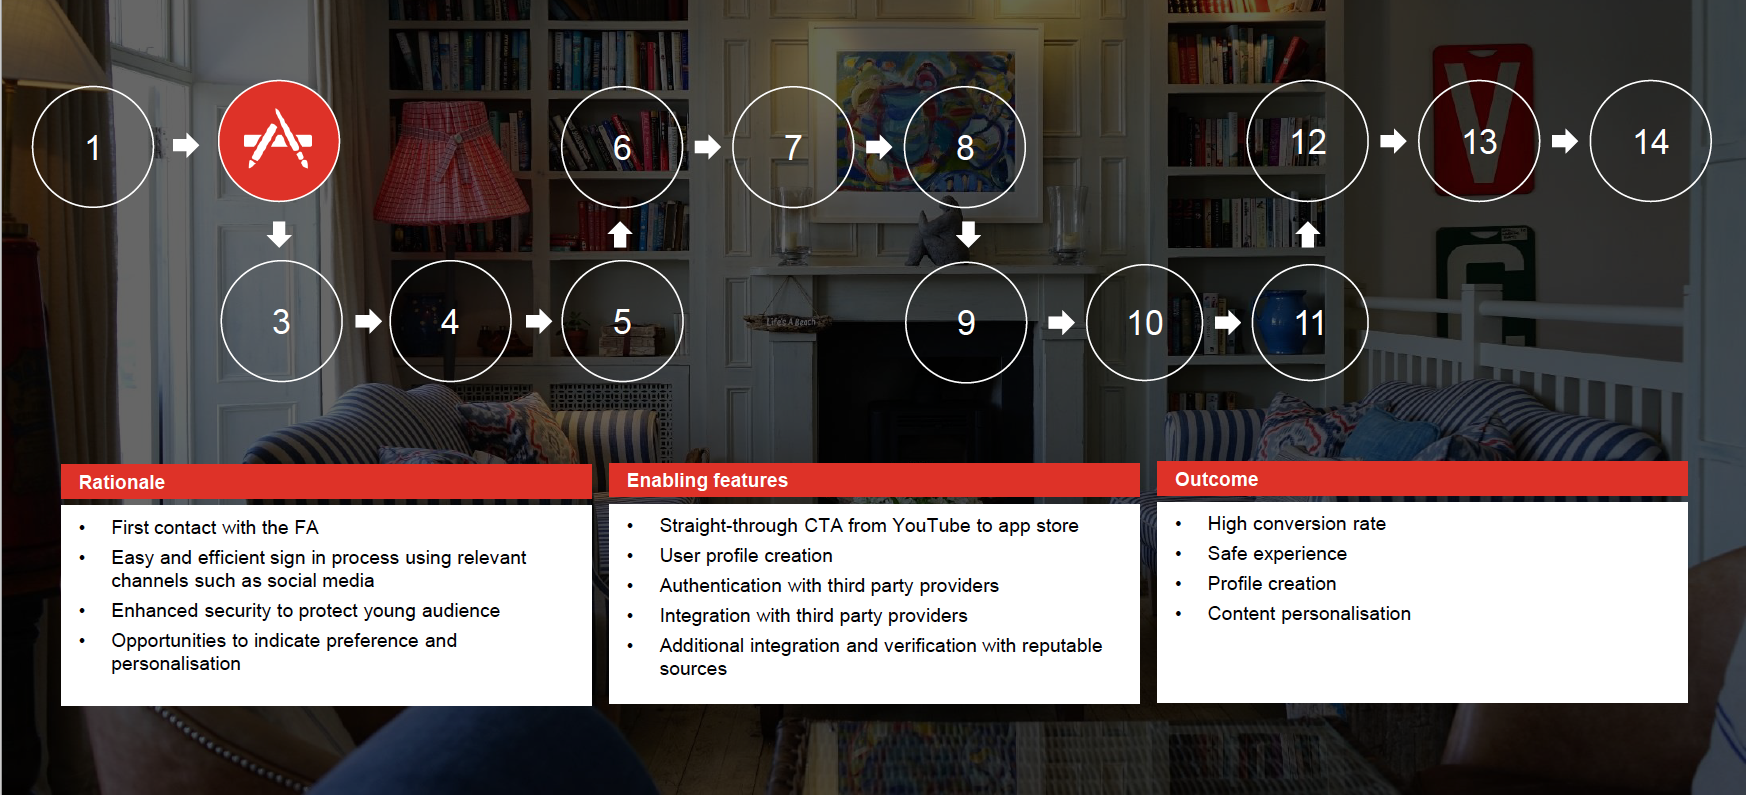 1
6
7
8
12
13
14
3
4
5
9
10
11
Life's A Beach
Rationale
• First contact with the FA
• Easy and efficient sign in process using relevant
channels such as social media
• Enhanced security to protect young audience
• Opportunities to indicate preference and
personalisation
Enabling features
• Straight-through CTA from YouTube to app store
• User profile creation
• Authentication with third party providers
• Integration with third party providers
• Additional integration and verification with reputable
sources
Outcome
• High conversion rate
• Safe experience
• Profile creation
• Content personalisation